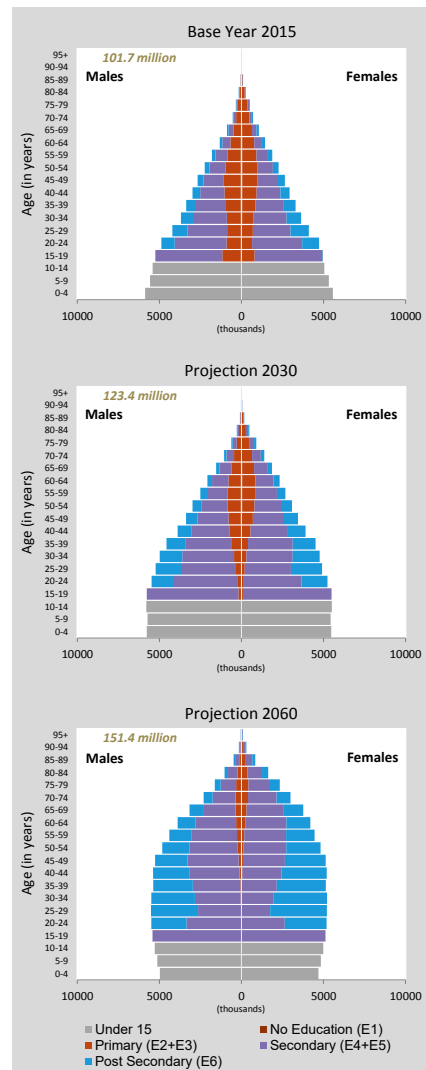 Base Year 2015
101.7 million
Males
Females
Age (in years)
95+
90-94
85-89
80-84
75-79
70-74
65-69
60-64
55-59
50-54
45-49
40-44
35-39
30-34
25-29
20-24
15-19
10-14
5-9
0-4
10000 5000 0 5000 10000
(thousands)
Projection 2030
123.4 million
Males
Females
Age (in years)
95+
90-94
85-89
80-84
75-79
70-74
65-69
60-64
55-59
50-54
45-49
40-44
35-39
30-34
25-29
20-24
15-19
10-14
5-9
0-4
10000 5000 0 5000 10000
(thousands)
Projection 2060
151.4 million
Males
Females
Age (in years)
95+
90-94
85-89
80-84
75-79
70-74
65-69
60-64
55-59
50-54
45-49
40-44
35-39
30-34
25-29
20-24
15-19
10-14
5-9
0-4
10000 5000 0 5000 10000
(thousands)
Under 15 No Education (E1)
Primary (E2+E3) Secondary (E4+E5)
Post Secondary (E6)